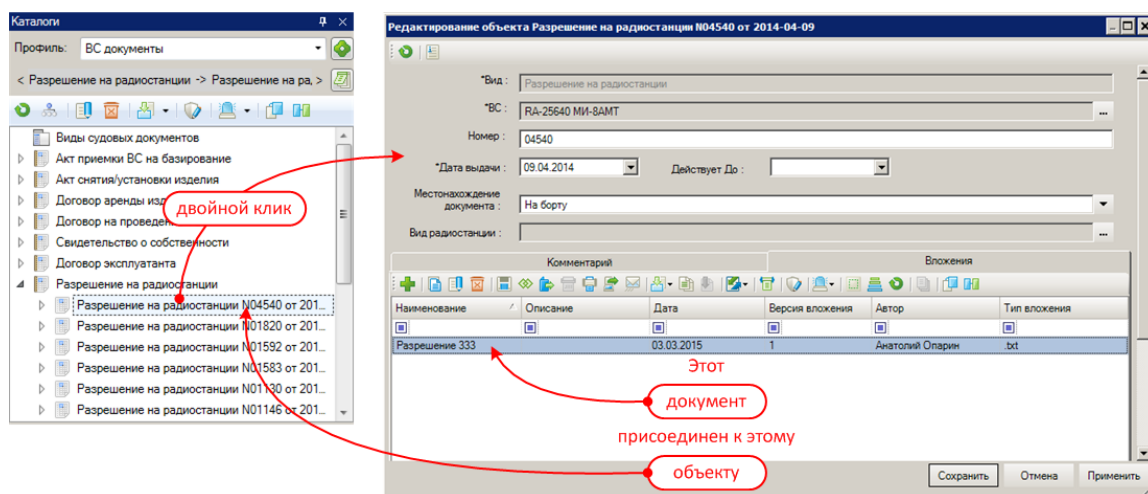 Каталоги
Профиль: ВС документы
< Разрешение на радиостанции -> Разрешение на ра, >
Виды судовых документов
Акт приемки ВС на базирование
Акт снятия/установки изделия
Договор аренды изд
Договор на проведен
Свидетельство о собственности
Договор эксплуатанта
Разрешение на радиостанции
Разрешение на радиостанции N04540 от 201...
Разрешение на радиостанции N01820 от 201...
Разрешение на радиостанции N01592 от 201...
Разрешение на радиостанции N01583 от 201...
Разрешение на радиостанции N01130 от 201...
Разрешение на радиостанции N01146 от 201...
двойной клик
Редактирование объекта Разрешение на радиостанции N04540 от 2014-04-09
*Вид : Разрешение на радиостанции
*ВС : RA-25640 МИ-8АМТ ...
Номер : 04540
*Дата выдачи : 09.04.2014 Действует До :
Местонахождение
документа : На борту
Вид радиостанции : ...
Комментарий Вложения
Наименование Описание Дата Версия вложения Автор Тип вложения
Разрешение 333 03.03.2015 1 Анатолий Опарин .txt
Этот
документ
присоединен к этому
объекту
Сохранить Отмена Применить